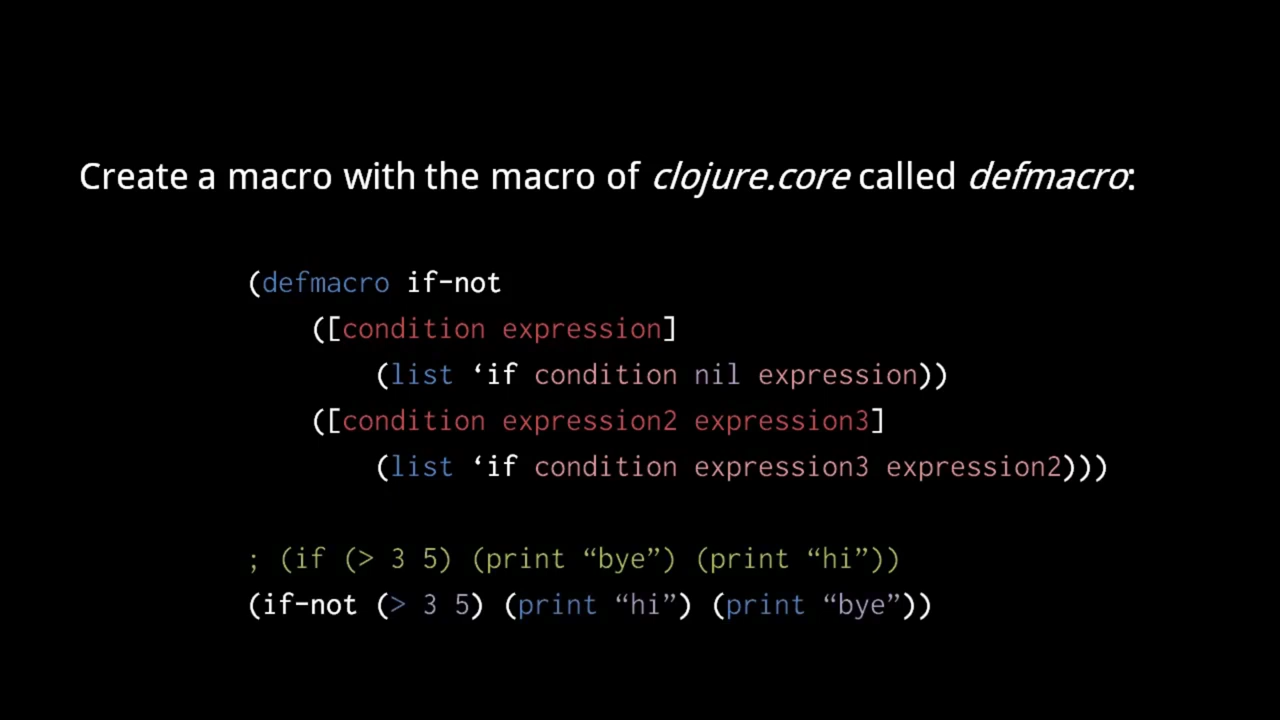 Create a macro with the macro of clojure.core called defmacro:
(defmacro if-not
([condition expression]
(list ‘if condition nil expression))
([condition expression2 expression3]
(list ‘if condition expression3 expression2)))
; (if (> 3 5) (print “bye”) (print “hi”))
(if-not (> 3 5) (print “hi”) (print “bye”))